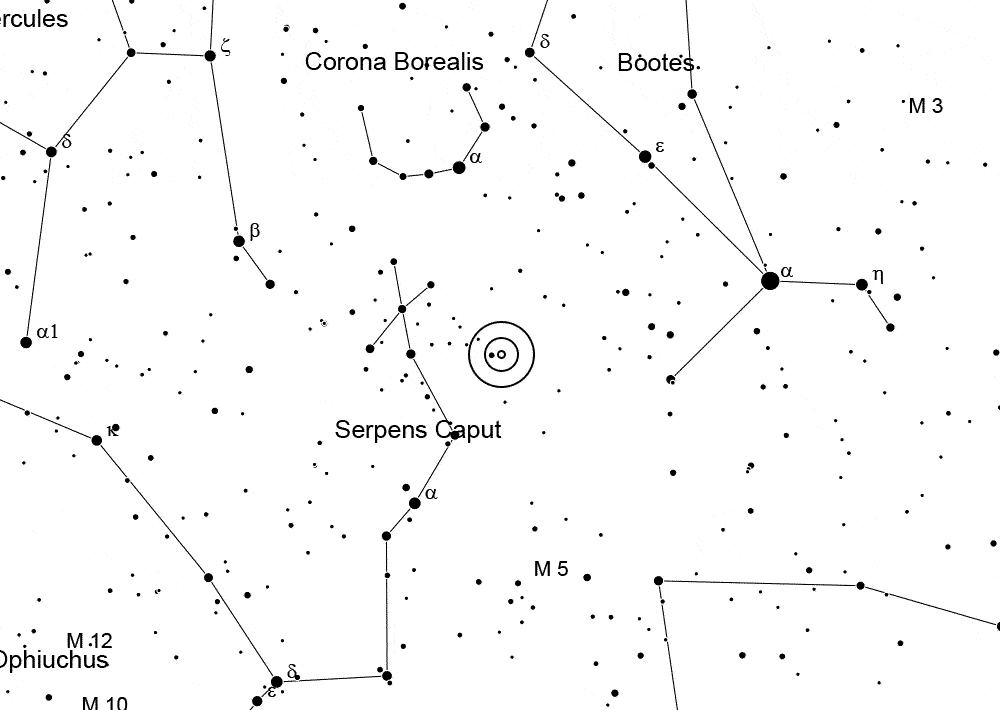 ercules
ζ
Corona Borealis
δ
Bootes
M 3
δ
ε
α
β
α
η
α1
Serpens Caput
κ
α
M 5
M 12
Ophiuchus
δ
ε
M 10